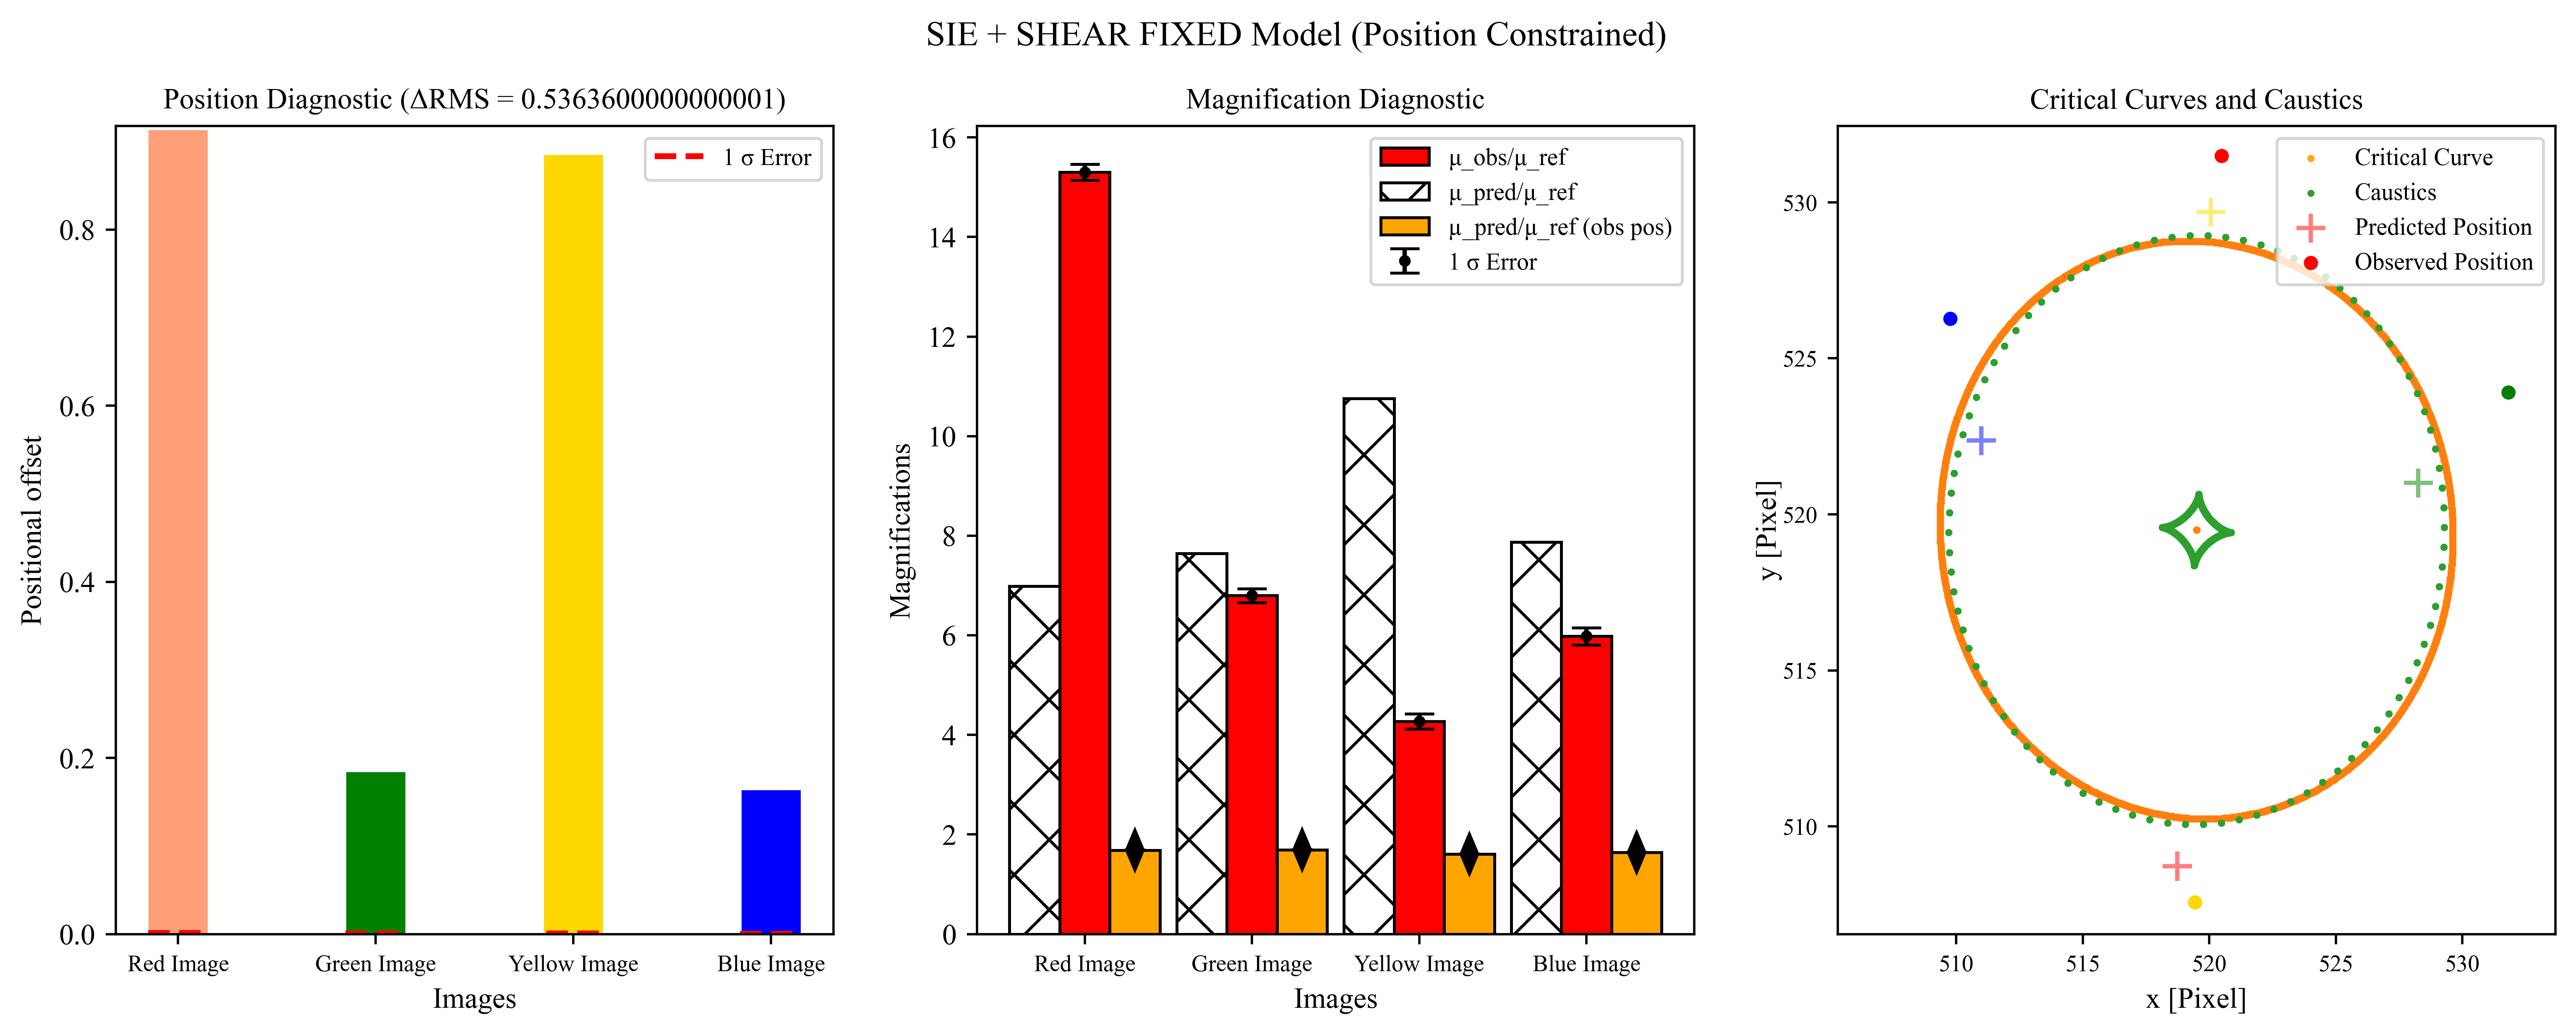 SIE + SHEAR FIXED Model (Position Constrained)
Position Diagnostic (ΔRMS = 0.5363600000000001)
1 σ Error
0.8
0.6
0.4
0.2
0.0
Positional offset
Red Image
Green Image
Yellow Image
Blue Image
Images
Magnification Diagnostic
μ_obs/μ_ref
μ_pred/μ_ref
μ_pred/μ_ref (obs pos)
1 σ Error
16
14
12
10
8
6
4
2
0
Magnifications
Red Image
Green Image
Yellow Image
Blue Image
Images
Critical Curves and Caustics
Critical Curve
Caustics
Predicted Position
Observed Position
530
525
520
515
510
y [Pixel]
510
515
520
525
530
x [Pixel]